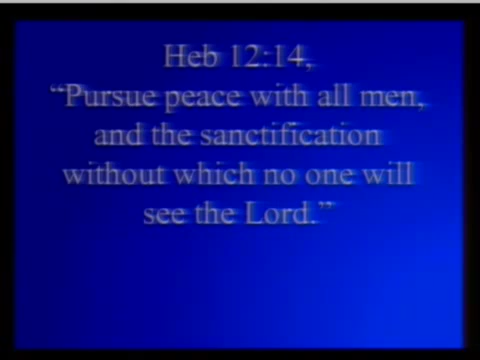 Heb 12:14,
“Pursue peace with all men,
and the sanctification
without which no one will
see the Lord.”